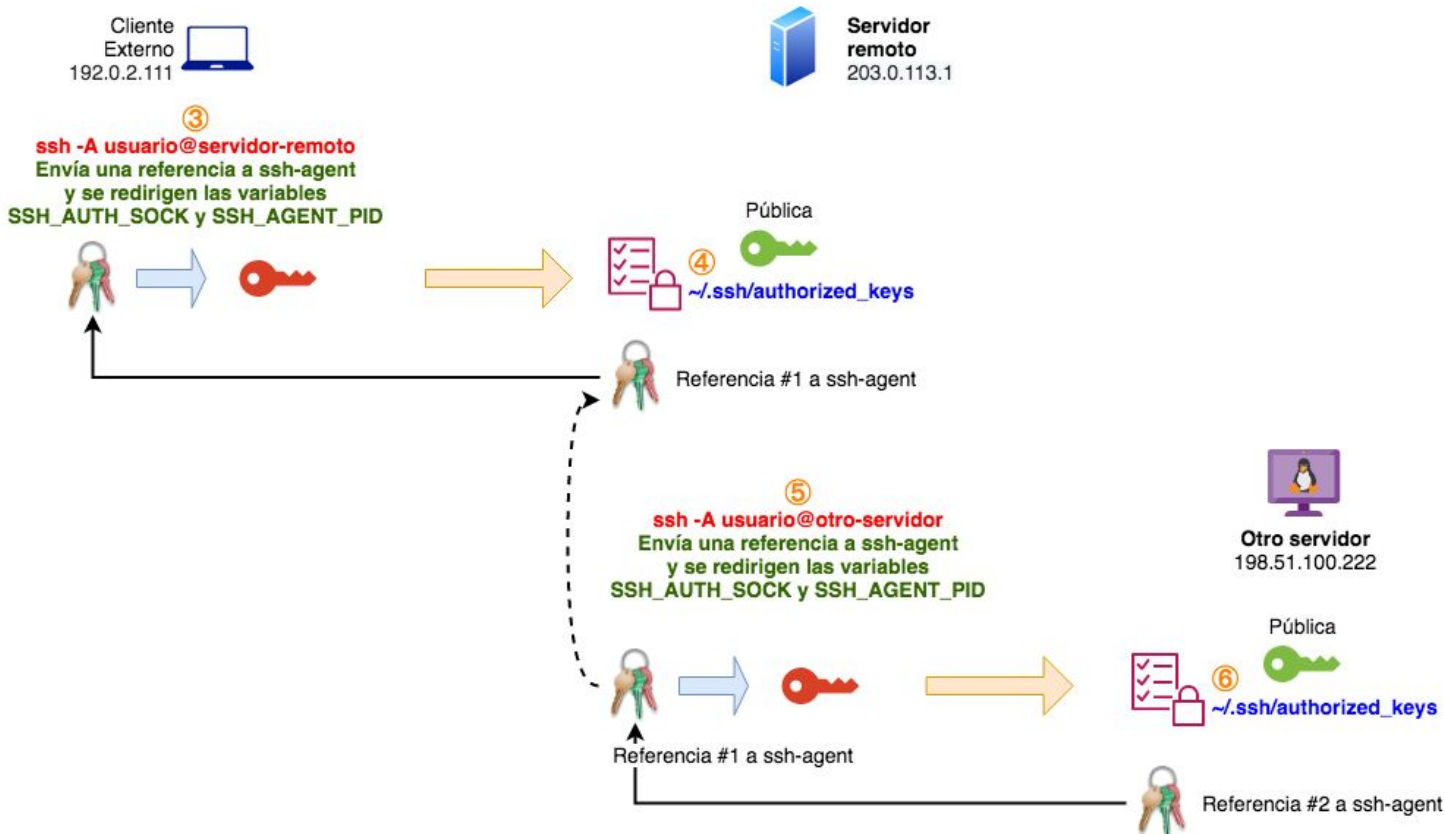 Cliente
Externo
192.0.2.111
Servidor
remoto
203.0.113.1
③
ssh -A usuario@servidor-remoto
Envía una referencia a ssh-agent
y se redirigen las variables
SSH_AUTH_SOCK y SSH_AGENT_PID
Pública
④
~/.ssh/authorized_keys
Referencia #1 a ssh-agent
⑤
ssh -A usuario@otro-servidor
Envía una referencia a ssh-agent
y se redirigen las variables
SSH_AUTH_SOCK y SSH_AGENT_PID
Otro servidor
198.51.100.222
Pública
⑥
~/.ssh/authorized_keys
Referencia #1 a ssh-agent
Referencia #2 a ssh-agent